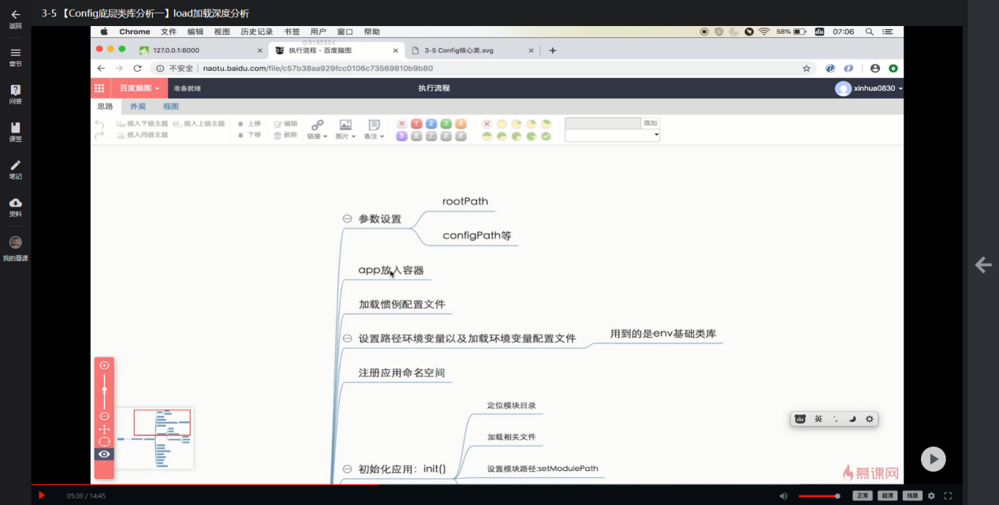 返回
3-5 【Config底层类库分析一】load加载深度分析
章节
问答
课签
笔记
资料
我的慕课
Chrome 文件 编辑 视图 历史记录 书签 用户 窗口 帮助
58% du 07:06
@5195304
127.0.0.1:8000
执行流程 - 百度脑图
3-5 Config核心类.svg
不安全 | naotu.baidu.com/file/c57b38aa929fcc0106c73569810b9b80
百度脑图
准备就绪
执行流程
xinhua0830
思路 外观 视图
插入下级主题 插入上级主题 上移 编辑
插入同级主题 下移 删除
链接 图片 备注
1 2 3 4
5 6 7 8 9
添加
rootPath
参数设置
configPath等
app放入容器
加载惯例配置文件
用到的是env基础类库
设置路径环境变量以及加载环境变量配置文件
注册应用命名空间
定位模块目录
du 英
加载相关文件
初始化应用：init()
设置模块路径:setModulePath
慕课网
05:30 / 14:45
正常 超清 线路